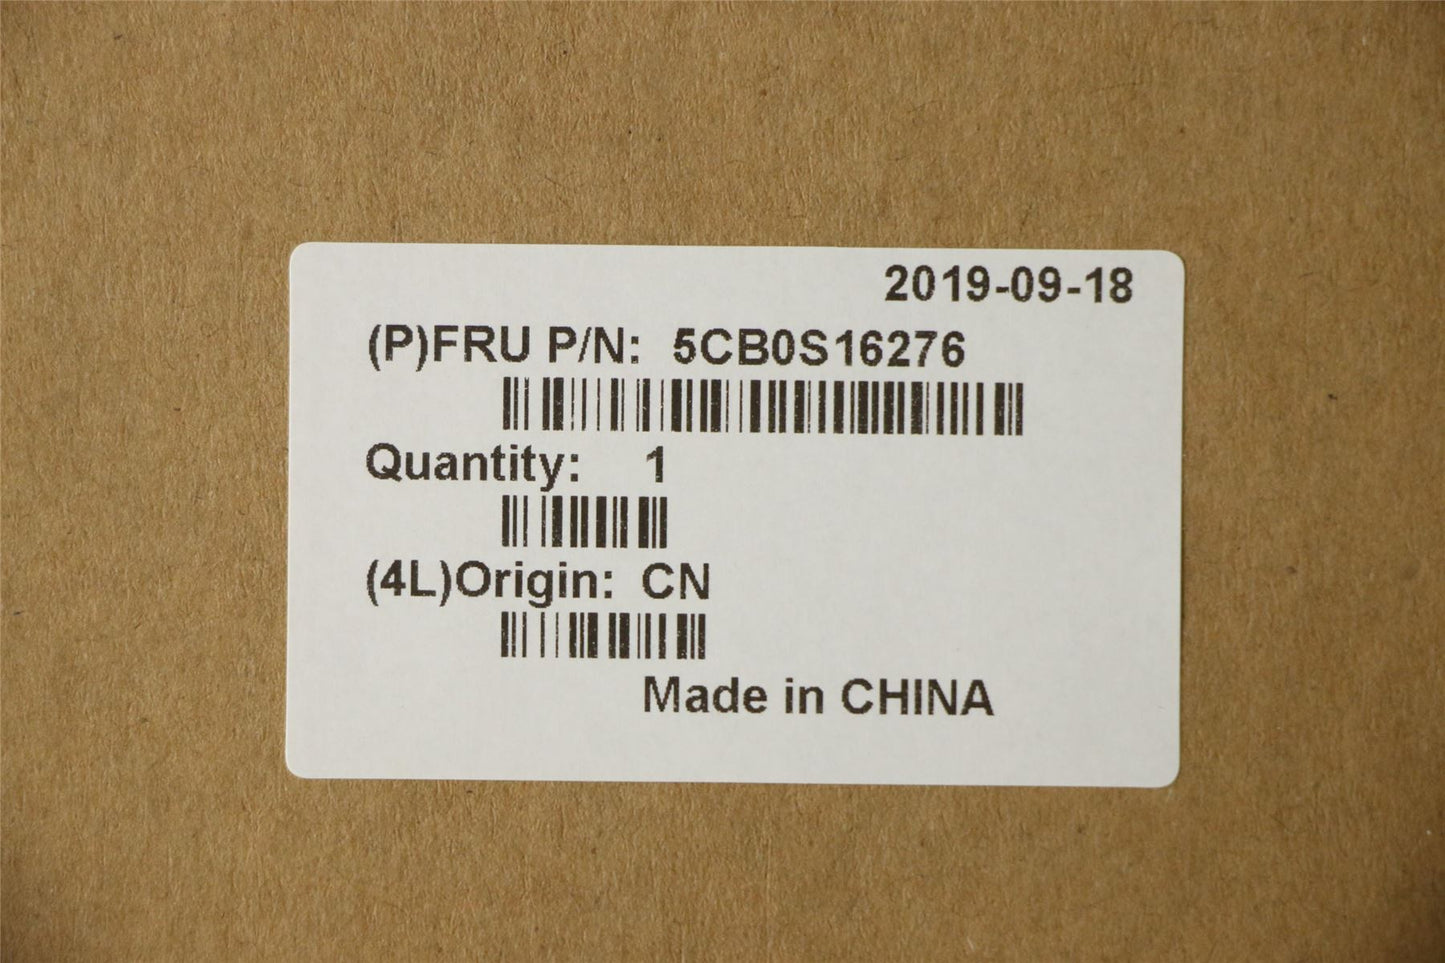 2019-09-18
(P)FRU P/N: 5CB0S16276
Quantity: 1
(4L)Origin: CN
Made in CHINA